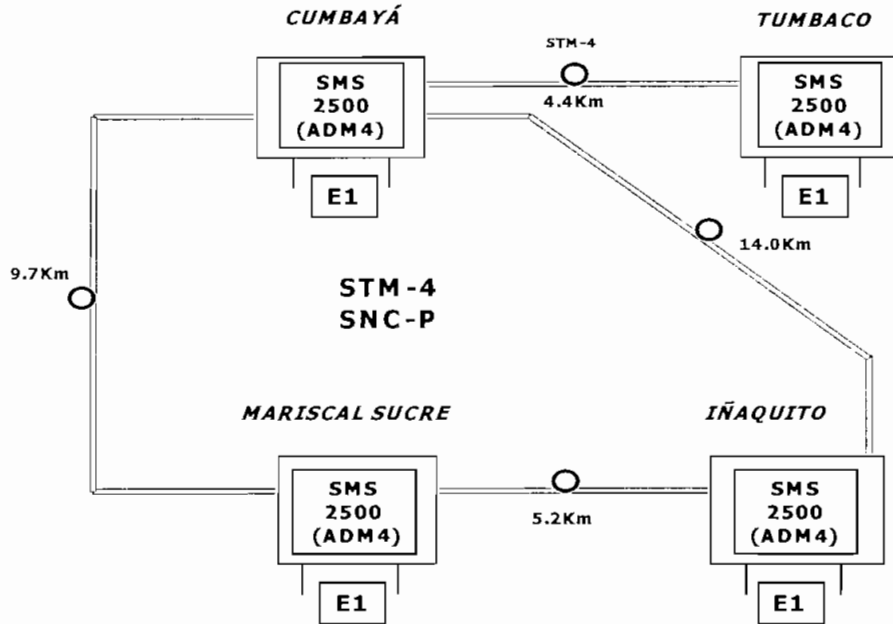 CUMBAYÁ
TUMBACO
STM-4
SMS
2500
(ADM4)
4.4Km
SMS
2500
(ADM4)
E1
E1
14.0Km
9.7Km
STM-4
SNC-P
MARISCAL SUCRE
IÑAQUITO
SMS
2500
(ADM4)
5.2Km
SMS
2500
(ADM4)
E1
E1